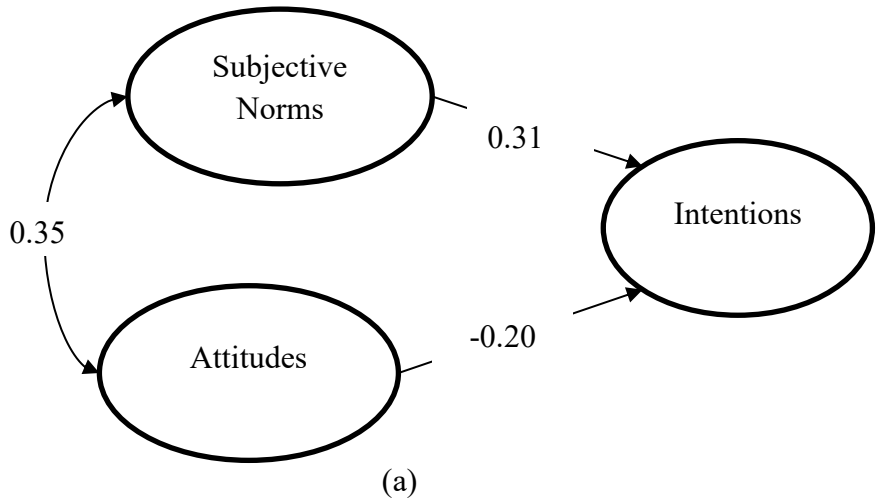 Subjective
Norms
0.31
Intentions
0.35
Attitudes
-0.20
(a)